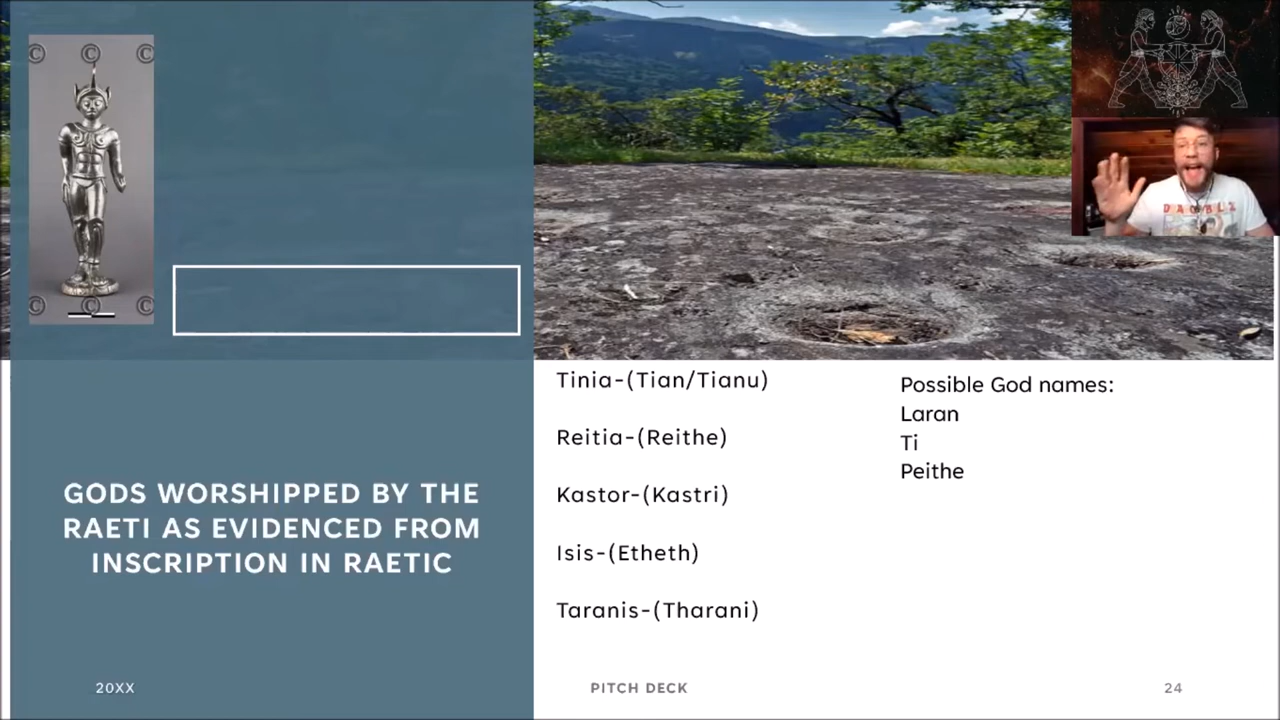 © © ©
© © ©
GODS WORSHIPPED BY THE
RAETI AS EVIDENCED FROM
INSCRIPTION IN RAETIC
Tinia-(Tian/Tianu)
Reitia-(Reithe)
Kastor-(Kastri)
Isis-(Etheth)
Taranis-(Tharani)
Possible God names:
Laran
Ti
Peithe
20XX
PITCH DECK
24